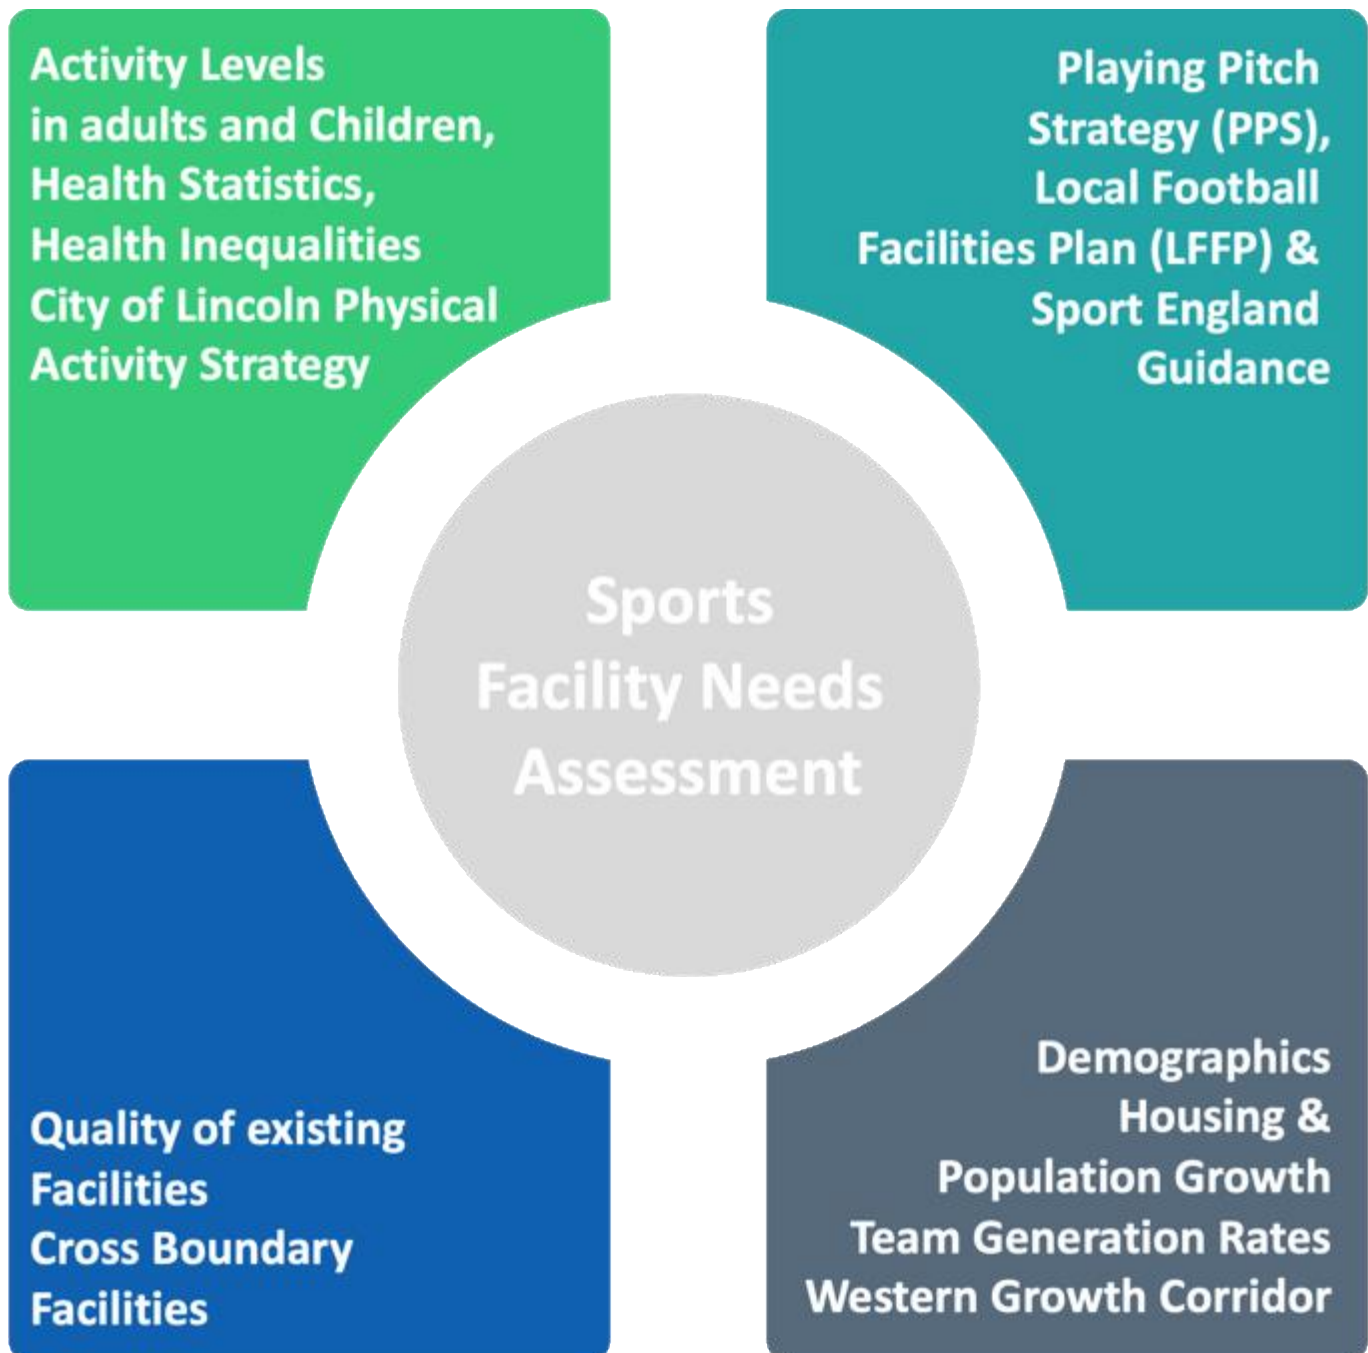 Activity Levels
in adults and Children,
Health Statistics,
Health Inequalities
City of Lincoln Physical
Activity Strategy
Playing Pitch
Strategy (PPS),
Local Football
Facilities Plan (LFFP) &
Sport England
Guidance
Sports
Facility Needs
Assessment
Quality of existing
Facilities
Cross Boundary
Facilities
Demographics
Housing &
Population Growth
Team Generation Rates
Western Growth Corridor